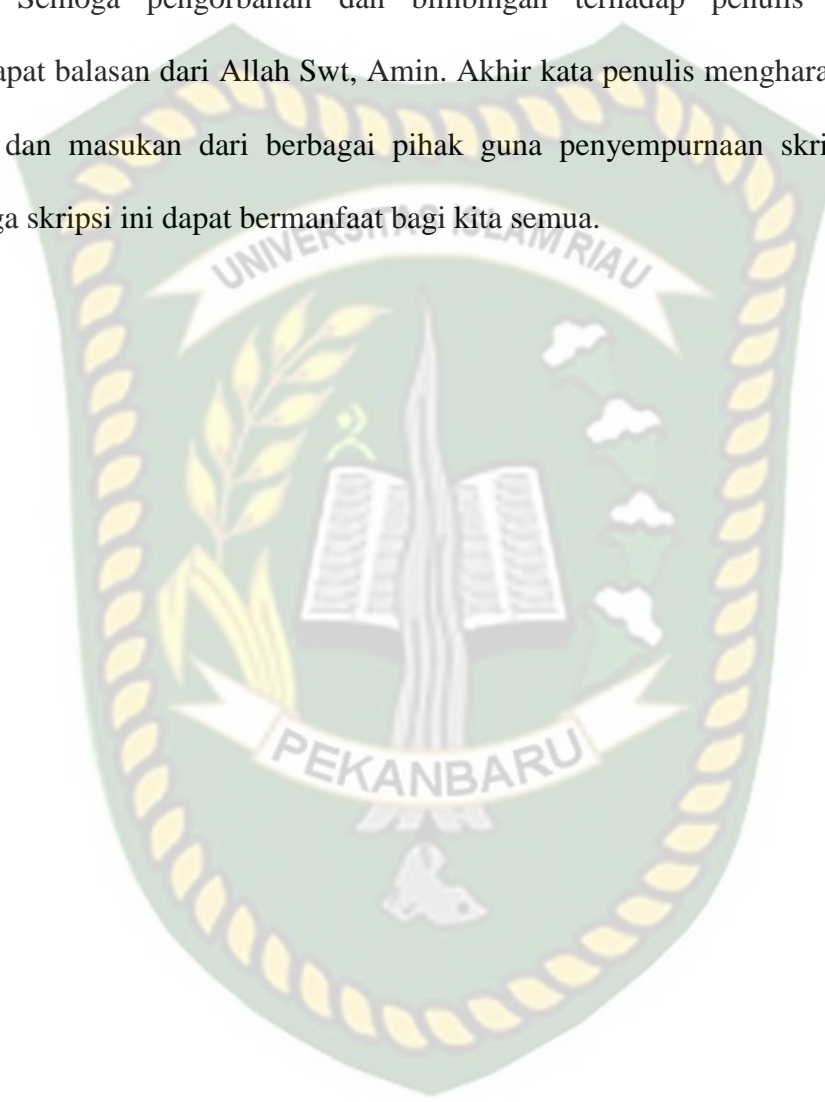 Semoga pengorbanan dan bimbingan terhadap penulis
apat balasan dari Allah Swt, Amin. Akhir kata penulis menghara
dan masukan dari berbagai pihak guna penyempurnaan skri
ga skripsi ini dapat bermanfaat bagi kita semua.
UNIVERSITAS ISLAM RIAU
PEKANBARU